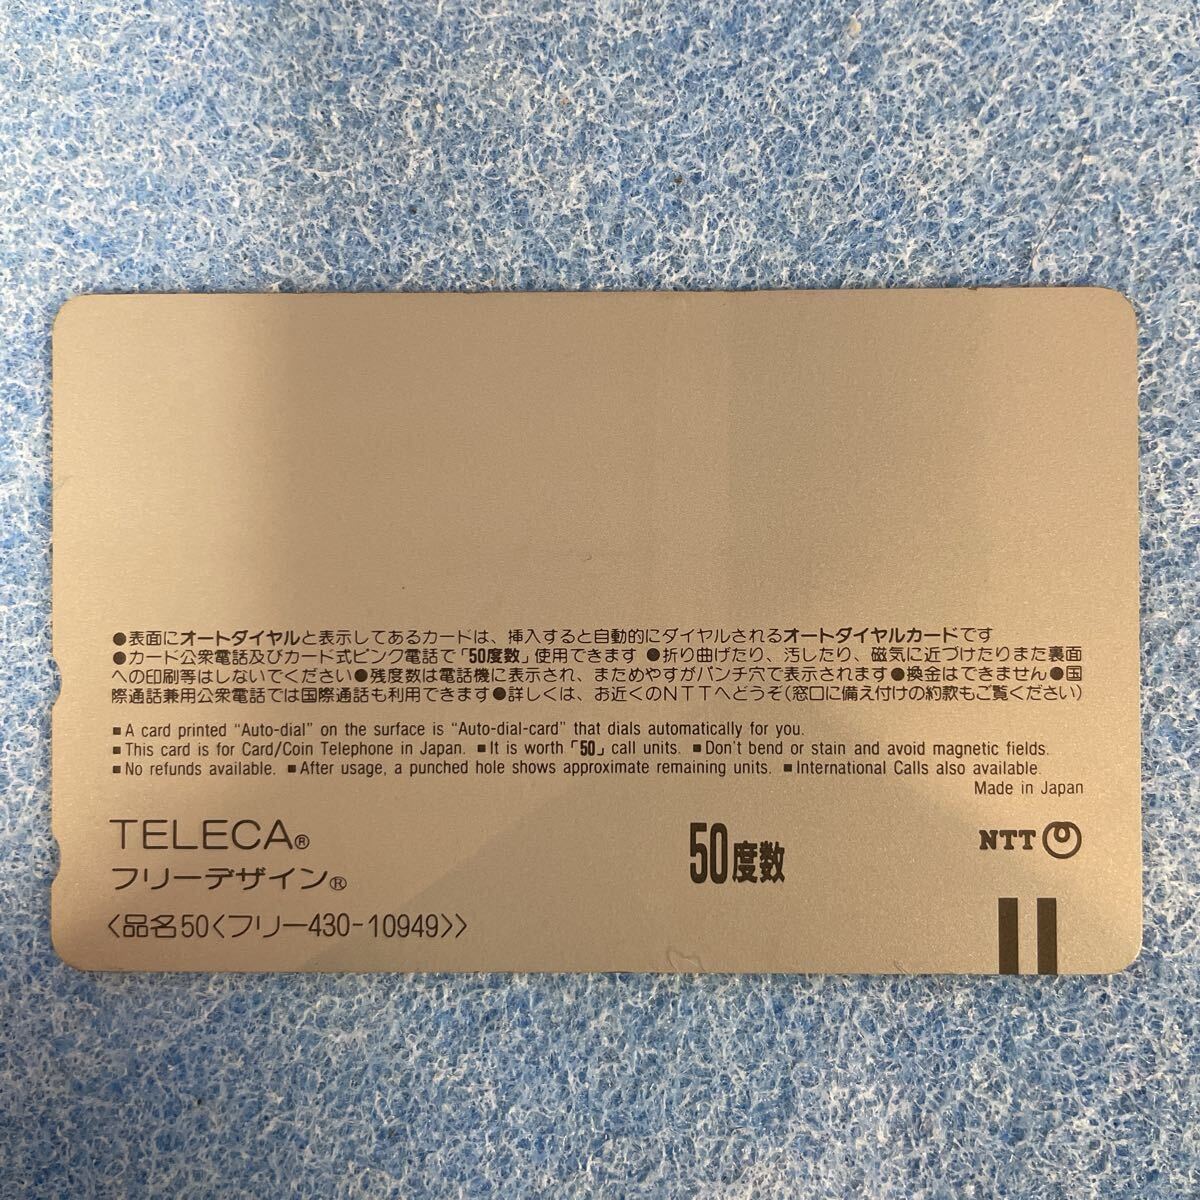 ●表面にオートダイヤルと表示してあるカードは、挿入すると自動的にダイヤルされるオートダイヤルカードです
●カード公衆電話及びカード式ピンク電話で「50度数」使用できます ●折り曲げたり、汚したり、磁気に近づけたりまた裏面
への印刷等はしないでください●残度数は電話機に表示され、まためやすがパンチ穴で表示されます●換金はできません●国
際通話兼用公衆電話では国際通話も利用できます●詳しくは、お近くのNTTへどうぞ(窓口に備え付けの約款もご覧ください)
■A card printed "Auto-dial" on the surface is "Auto-dial-card" that dials automatically for you.
■This card is for Card/Coin Telephone in Japan. ■It is worth「50」call units. ■Don't bend or stain and avoid magnetic fields.
■No refunds available. ■After usage, a punched hole shows approximate remaining units. ■International Calls also available.
Made in Japan
TELECA®
フリーデザイン®
50度数
NTT
〈品名50〈フリー430-10949〉〉